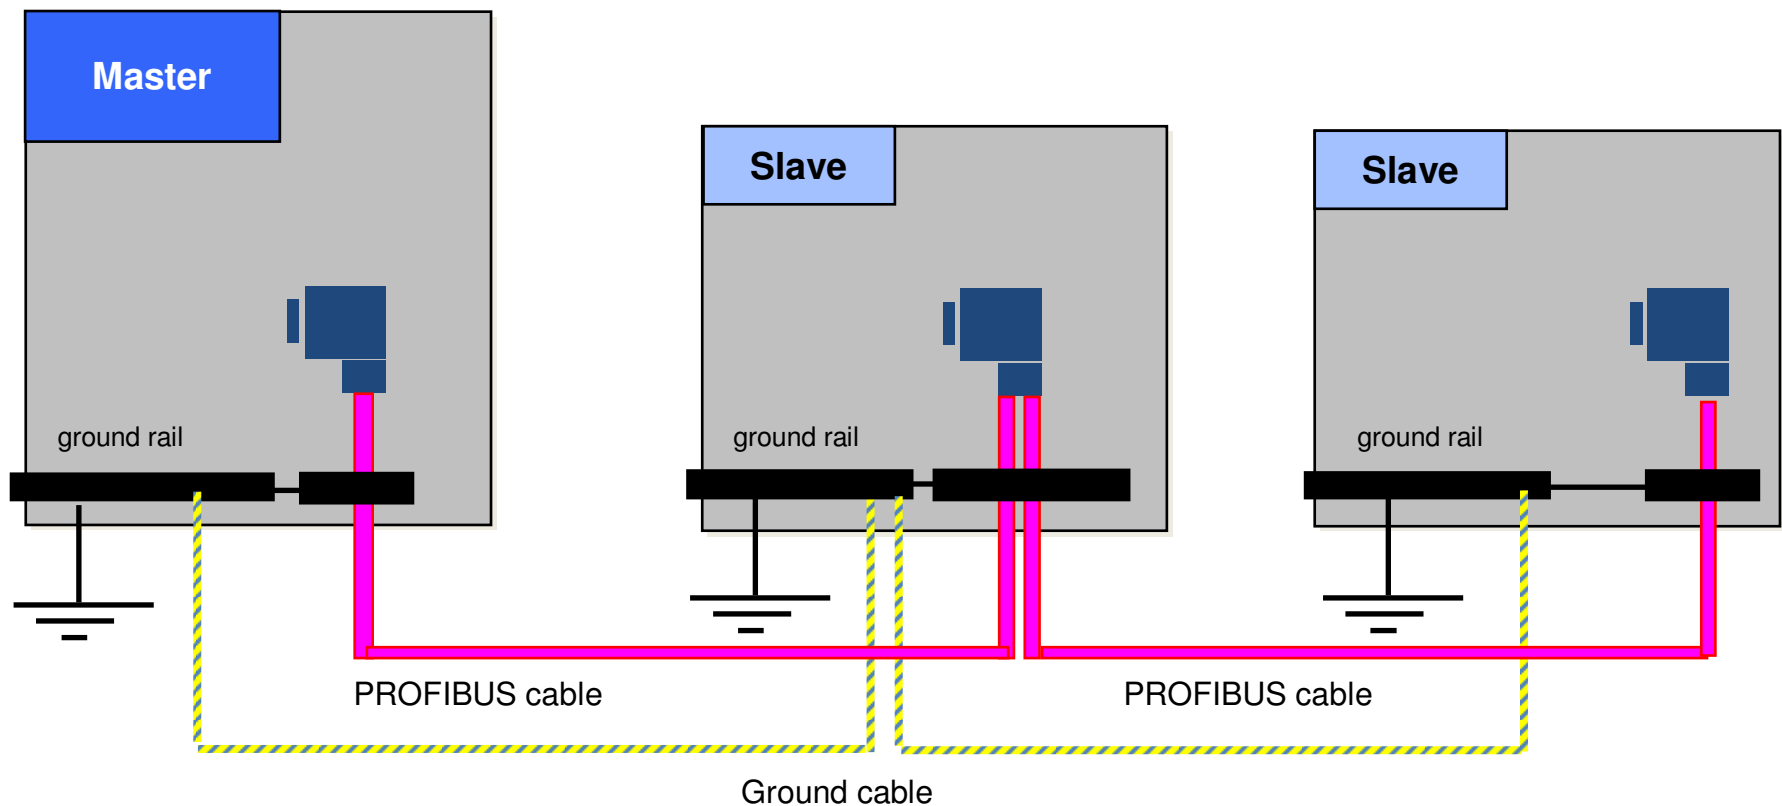 Master
Slave
Slave
ground rail
ground rail
ground rail
PROFIBUS cable
PROFIBUS cable
Ground cable